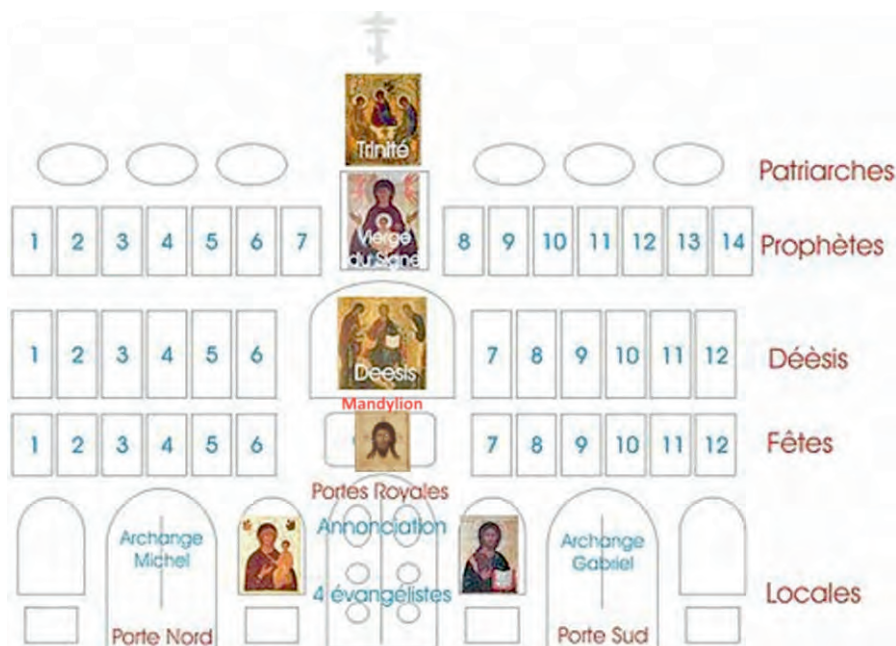 Trinité
Patriarches
Vierge
du Signe
1 2 3 4 5 6 7 8 9 10 11 12 13 14 Prophètes
Deesis
1 2 3 4 5 6 7 8 9 10 11 12 Déèsis
Mandylion
1 2 3 4 5 6 7 8 9 10 11 12 Fêtes
Portes Royales
Annonciation
Archange
Michel
Archange
Gabriel
4 évangélistes
Locales
Porte Nord
Porte Sud